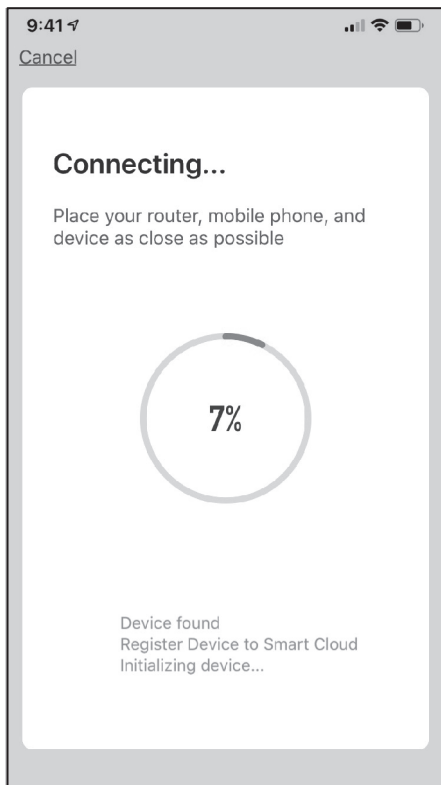 9:41
Cancel
Connecting...
Place your router, mobile phone, and
device as close as possible
7%
Device found
Register Device to Smart Cloud
Initializing device...